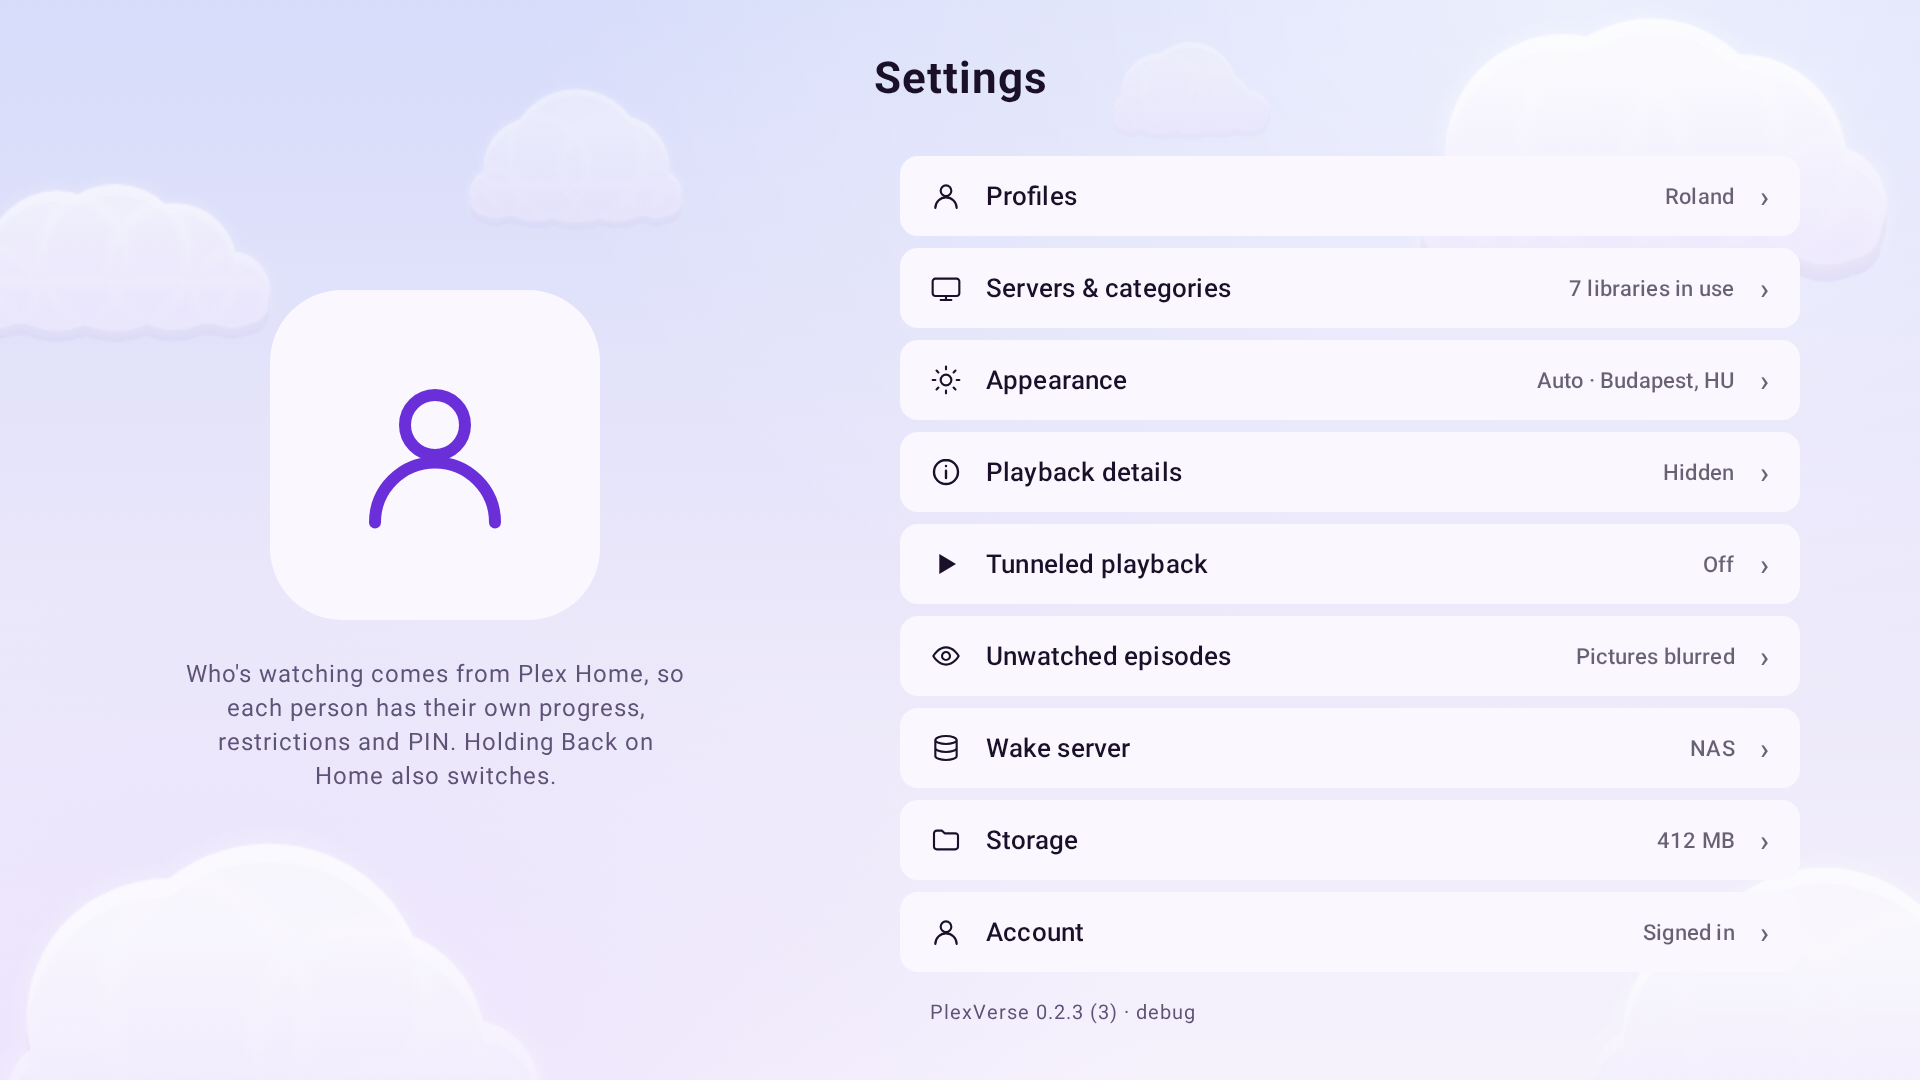 Settings
Profiles
Roland ›
Servers & categories
7 libraries in use ›
Appearance
Auto · Budapest, HU ›
Playback details
Hidden ›
Tunneled playback
Off ›
Unwatched episodes
Pictures blurred ›
Wake server
NAS ›
Storage
412 MB ›
Account
Signed in ›
PlexVerse 0.2.3 (3) · debug
Who's watching comes from Plex Home, so
each person has their own progress,
restrictions and PIN. Holding Back on
Home also switches.